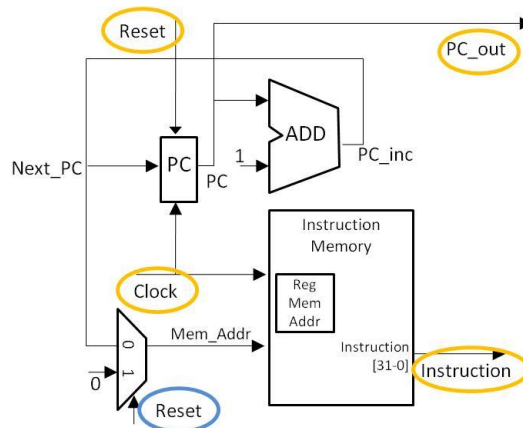 Reset
PC_out
ADD
PC
Next_PC
PC
1
PC_inc
Instruction
Memory
Clock
Reg
Mem
Addr
0
Mem_Addr
1
0
Instruction
[31-0]
Instruction
Reset